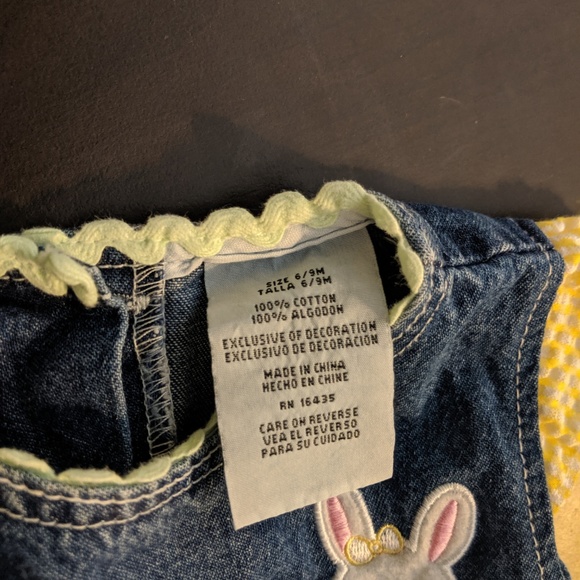 SIZE 6/9M
TALLA 6/9M
100% COTTON
100% ALGODON
EXCLUSIVE OF DECORATION
EXCLUSIVO DE DECORACION
MADE IN CHINA
HECHO EN CHINE
RN 16435
CARE ON REVERSE
VEA EL REVERSO
PARA SU CUIDADO